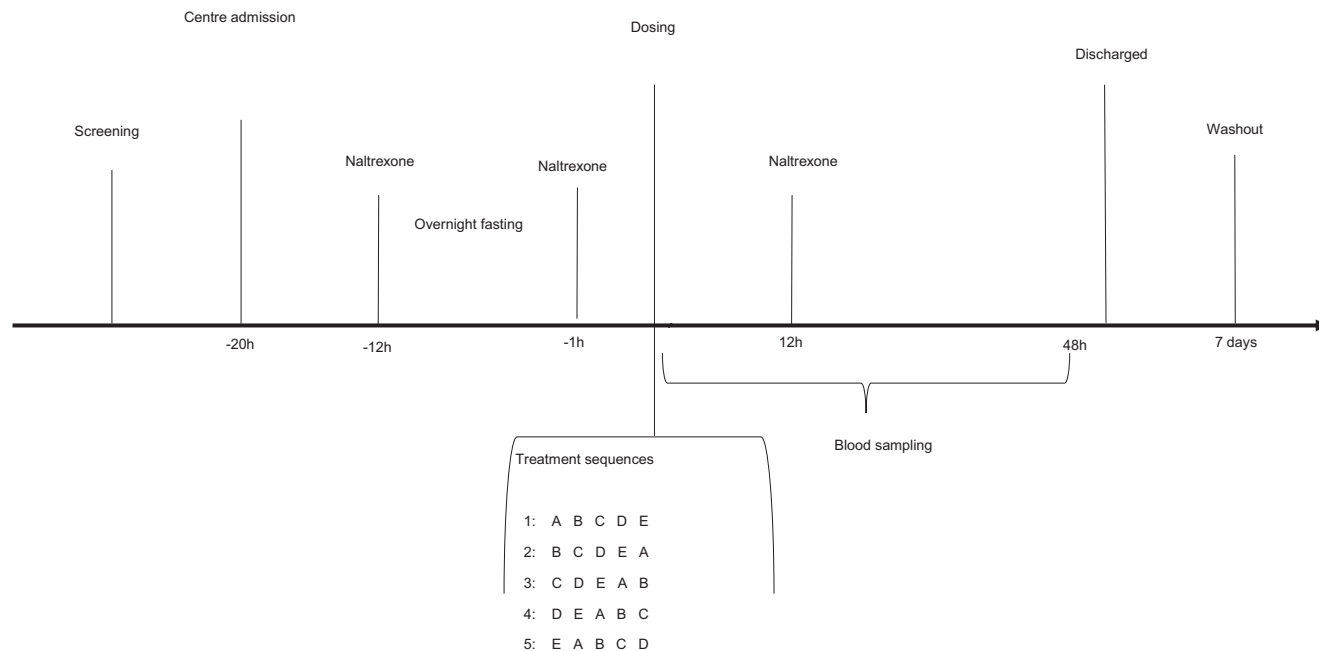 Centre admission
Dosing
Discharged
Screening
Washout
Naltrexone
Naltrexone
Naltrexone
Overnight fasting
-20h
-12h
-1h
12h
48h
7 days
Blood sampling
Treatment sequences
1: A B C D E
2: B C D E A
3: C D E A B
4: D E A B C
5: E A B C D